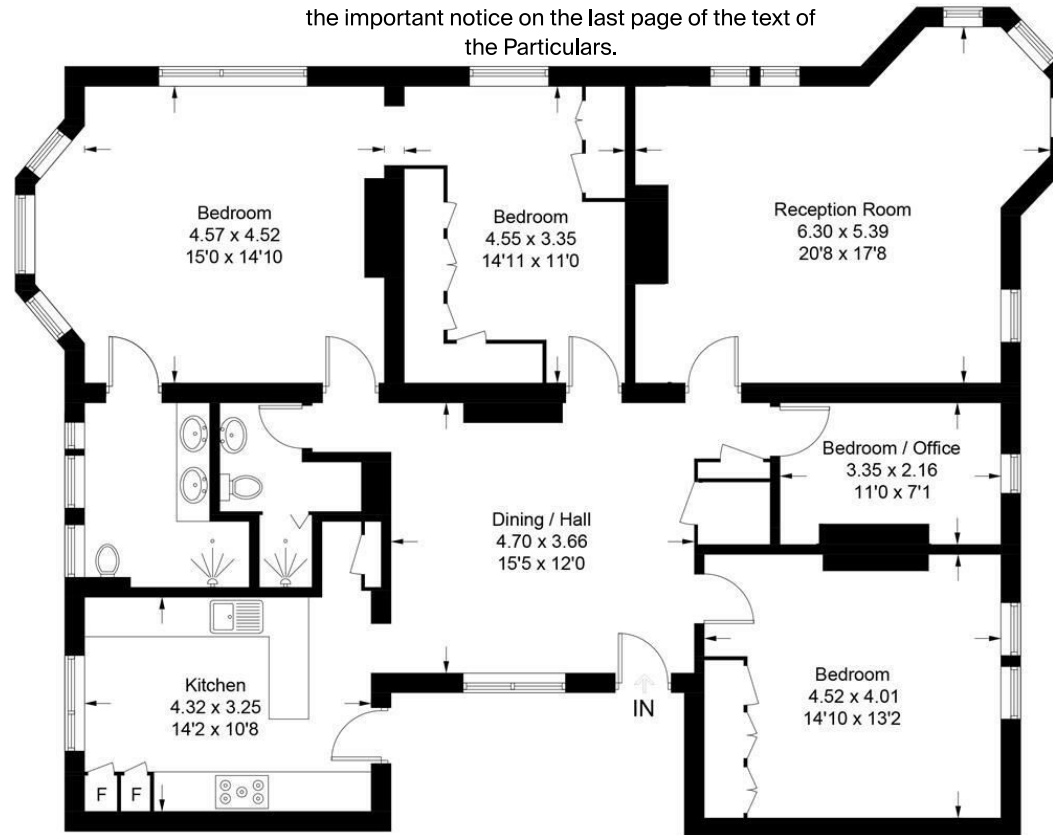 the important notice on the last page of the text of
the Particulars.
Bedroom
4.57 x 4.52
15'0 x 14'10
Bedroom
4.55 x 3.35
14'11 x 11'0
Reception Room
6.30 x 5.39
20'8 x 17'8
Bedroom / Office
3.35 x 2.16
11'0 x 7'1
Dining / Hall
4.70 x 3.66
15'5 x 12'0
Kitchen
4.32 x 3.25
14'2 x 10'8
F
F
IN
Bedroom
4.52 x 4.01
14'10 x 13'2